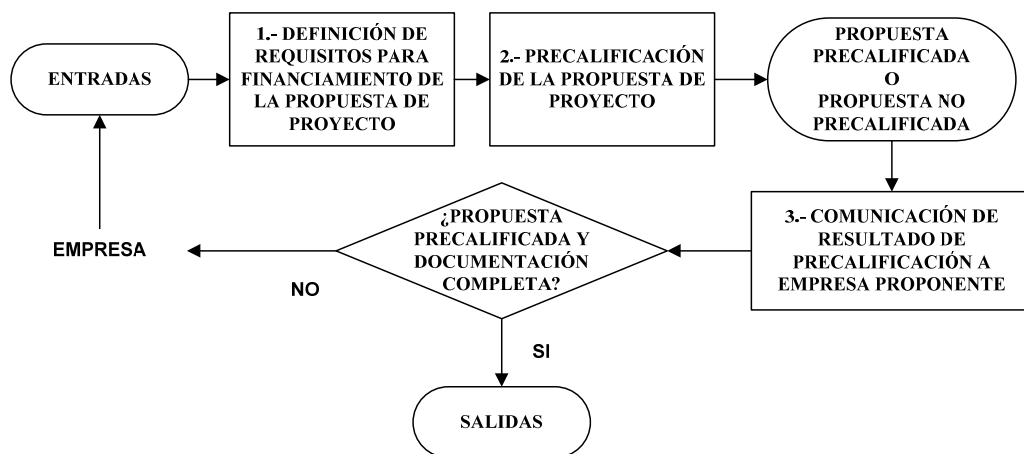 ENTRADAS
1.- DEFINICIÓN DE
REQUISITOS PARA
FINANCIAMIENTO DE
LA PROPUESTA DE
PROYECTO
2.- PRECALIFICACIÓN
DE LA PROPUESTA DE
PROYECTO
PROPUESTA
PRECALIFICADA
O
PROPUESTA NO
PRECALIFICADA
3.- COMUNICACIÓN DE
RESULTADO DE
PRECALIFICACIÓN A
EMPRESA PROPONENTE
¿PROPUESTA
PRECALIFICADA Y
DOCUMENTACIÓN
COMPLETA?
NO
EMPRESA
SI
SALIDAS